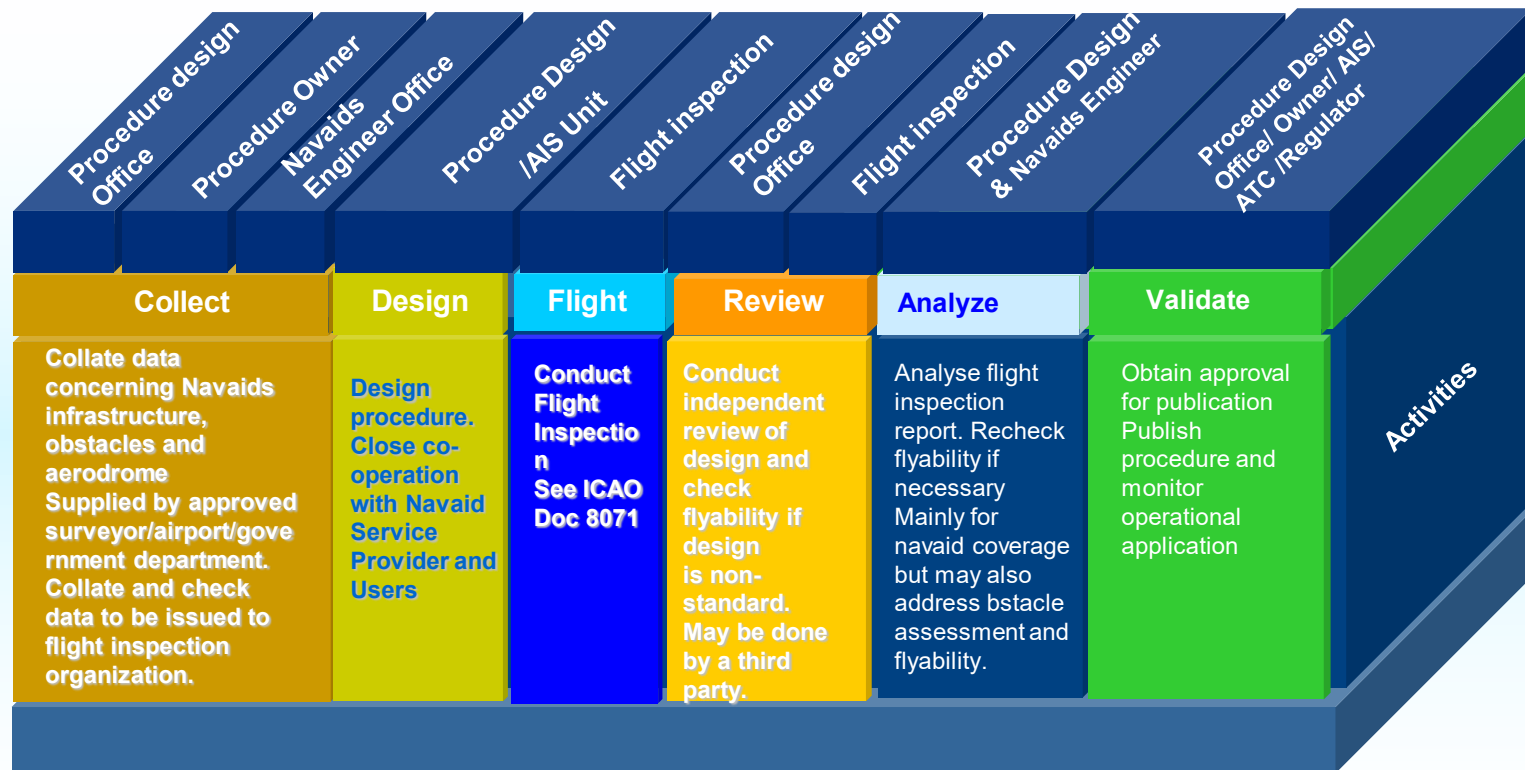 Procedure design
Office
Procedure Owner
Navaids
Engineer Office
Procedure Design
/AIS Unit
Flight inspection
Procedure design
Office
Flight inspection
Procedure Design
& Navaids Engineer
Procedure Design
Office/ Owner/ AIS/
ATC /Regulator
Collect
Design
Flight
Review
Analyze
Validate
Collate data
concerning Navaids
infrastructure,
obstacles and
aerodrome
Supplied by approved
surveyor/airport/gove
rnment department.
Collate and check
data to be issued to
flight inspection
organization.
Design
procedure.
Close co-
operation
with Navaid
Service
Provider and
Users
Conduct
Flight
Inspectio
n
See ICAO
Doc 8071
Conduct
independent
review of
design and
check
flyability if
design
is non-
standard.
May be done
by a third
party.
Analyse flight
inspection
report. Recheck
flyability if
necessary
Mainly for
navaid coverage
but may also
address bstacle
assessment and
flyability.
Obtain approval
for publication
Publish
procedure and
monitor
operational
application
Activities